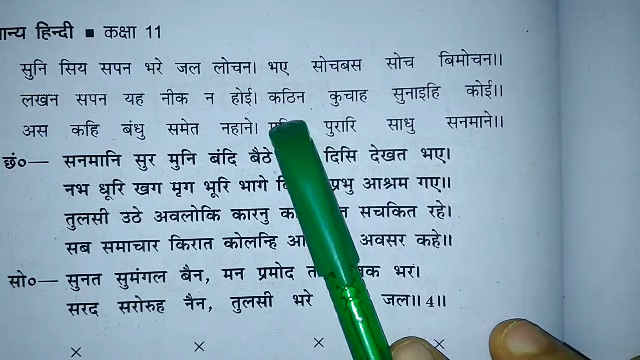 ान्य हिन्दी ■ कक्षा 11
सुनि सिय सपन भरे जल लोचन। भए सोचबस सोच बिमोचन।।
लखन सपन यह नीक न होई। कठिन कुचाह सुनाइहि कोई।।
अस कहि बंधु समेत नहाने। पुरारि साधु सनमाने।।
छं०— सनमानि सुर मुनि बंदि बैठे दिसि देखत भए।
नभ धूरि खग मृग भूरि भागे प्रभु आश्रम गए।।
तुलसी उठे अवलोकि कारनु सचकित रहे।
सब समाचार किरात कोलन्हि अवसर कहे।।
सो०— सुनत सुमंगल बैन, मन प्रमोद भर।
सरद सरोरुह नैन, तुलसी भरे जल।। 4।।
× × × ×